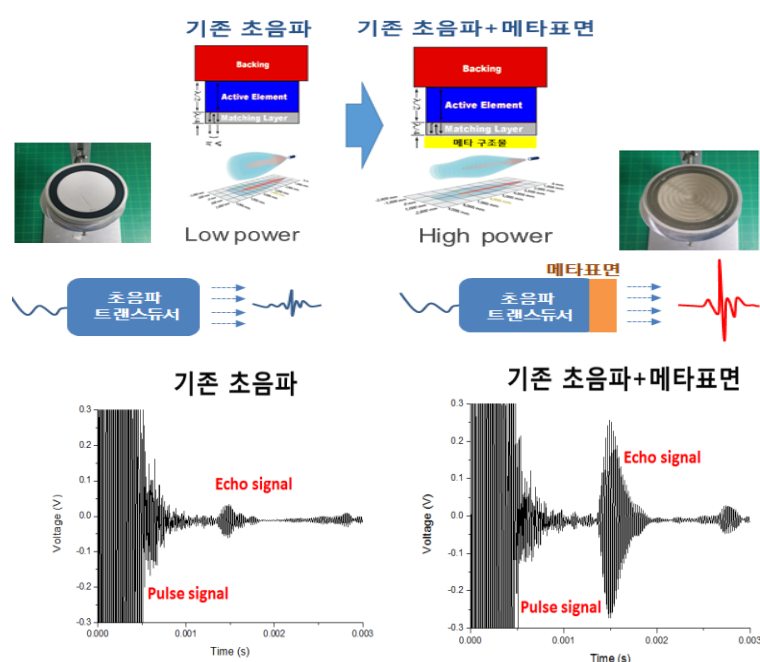 기존 초음파
기존 초음파+메타표면
Backing
Active Element
Matching Layer
Backing
Active Element
Matching Layer
메타 구조물
Low power
High power
초음파
트랜스듀서
메타표면
초음파
트랜스듀서
기존 초음파
기존 초음파+메타표면
0.3
0.2
0.1
0.0
-0.1
-0.2
-0.3
Voltage (V)
Echo signal
Pulse signal
0.000
0.001
0.002
0.003
Time (s)
0.3
0.2
0.1
0.0
-0.1
-0.2
-0.3
Voltage (V)
Echo signal
Pulse signal
0.000
0.001
0.002
0.003
Time (s)